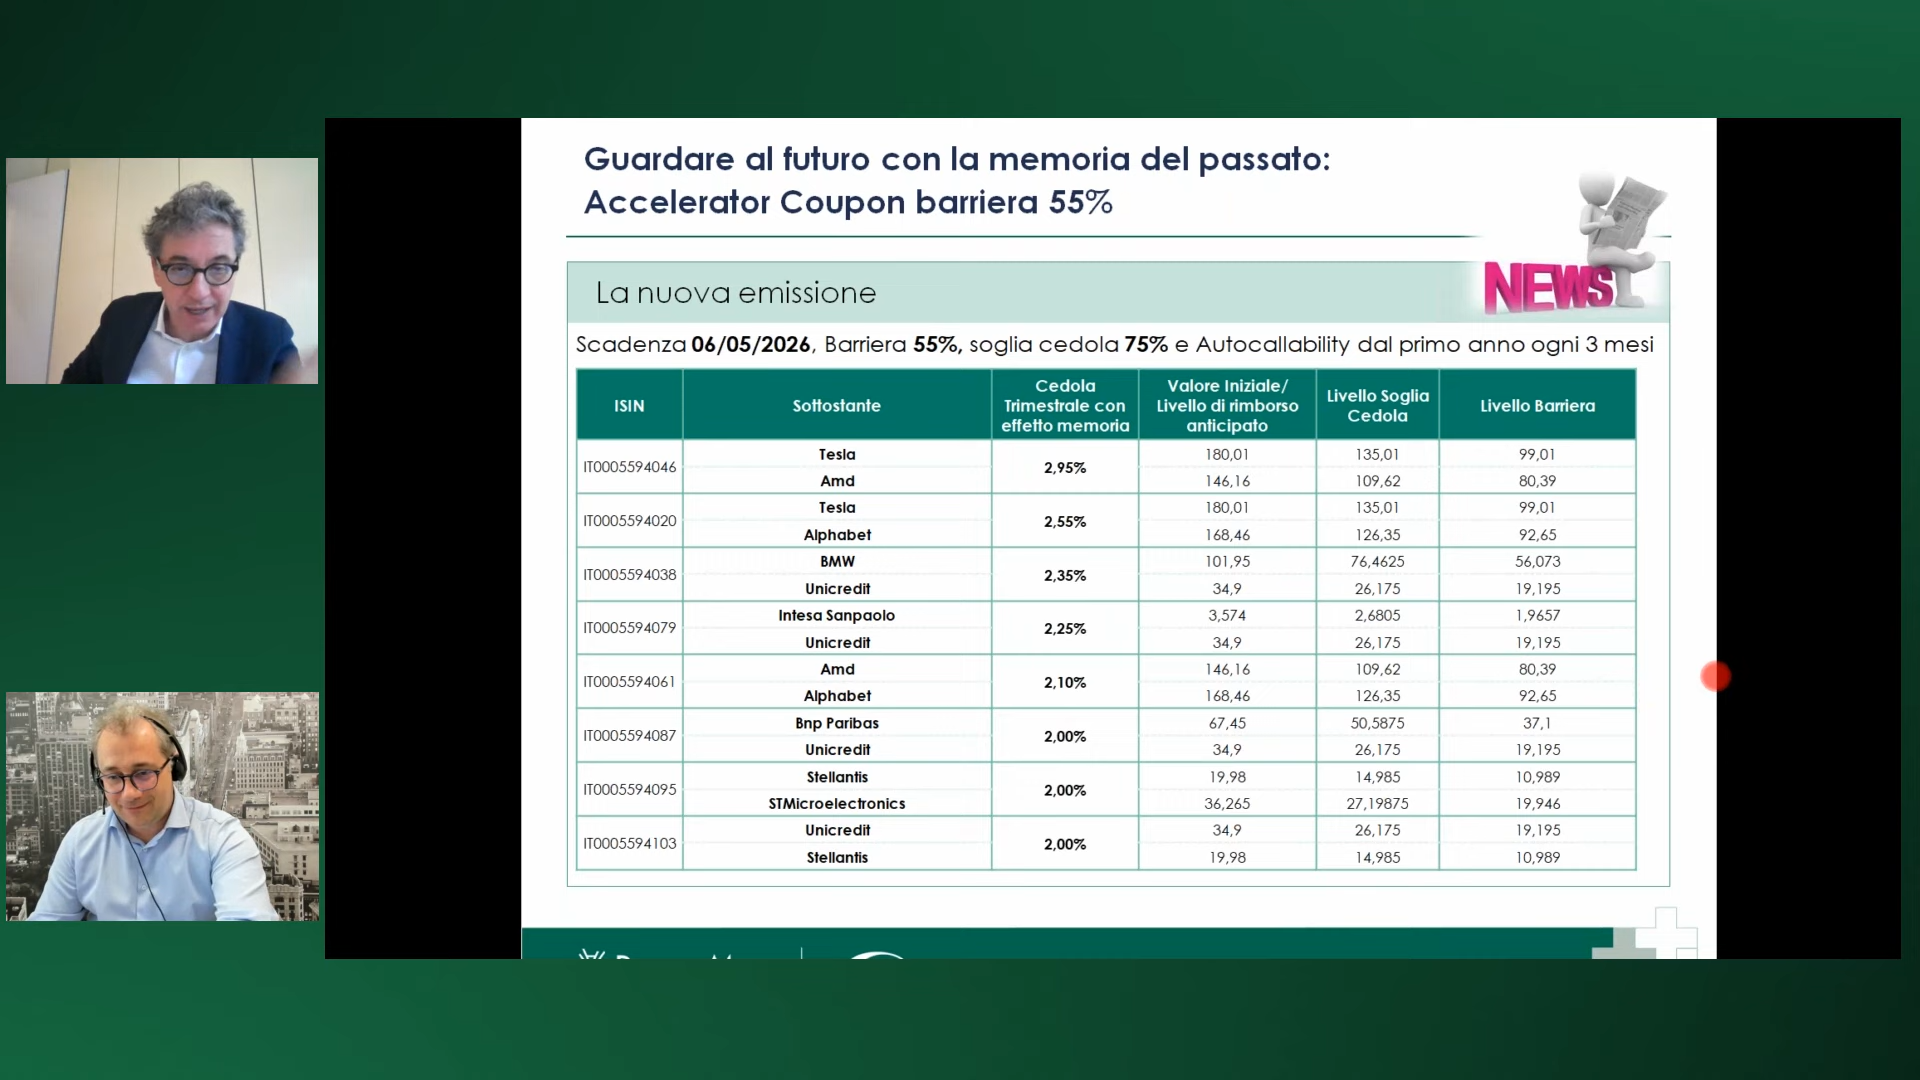 Guardare al futuro con la memoria del passato:
Accelerator Coupon barriera 55%
NEWS
La nuova emissione
Scadenza 06/05/2026, Barriera 55%, soglia cedola 75% e Autocallability dal primo anno ogni 3 mesi
ISIN Sottostante Cedola Trimestrale con effetto memoria Valore Iniziale/ Livello di rimborso anticipato Livello Soglia Cedola Livello Barriera
IT0005594046 Tesla 2,95% 180,01 135,01 99,01
Amd 146,16 109,62 80,39
IT0005594020 Tesla 2,55% 180,01 135,01 99,01
Alphabet 168,46 126,35 92,65
IT0005594038 BMW 2,35% 101,95 76,4625 56,073
Unicredit 34,9 26,175 19,195
IT0005594079 Intesa Sanpaolo 2,25% 3,574 2,6805 1,9657
Unicredit 34,9 26,175 19,195
IT0005594061 Amd 2,10% 146,16 109,62 80,39
Alphabet 168,46 126,35 92,65
IT0005594087 Bnp Paribas 2,00% 67,45 50,5875 37,1
Unicredit 34,9 26,175 19,195
IT0005594095 Stellantis 2,00% 19,98 14,985 10,989
STMicroelectronics 36,265 27,19875 19,946
IT0005594103 Unicredit 2,00% 34,9 26,175 19,195
Stellantis 19,98 14,985 10,989